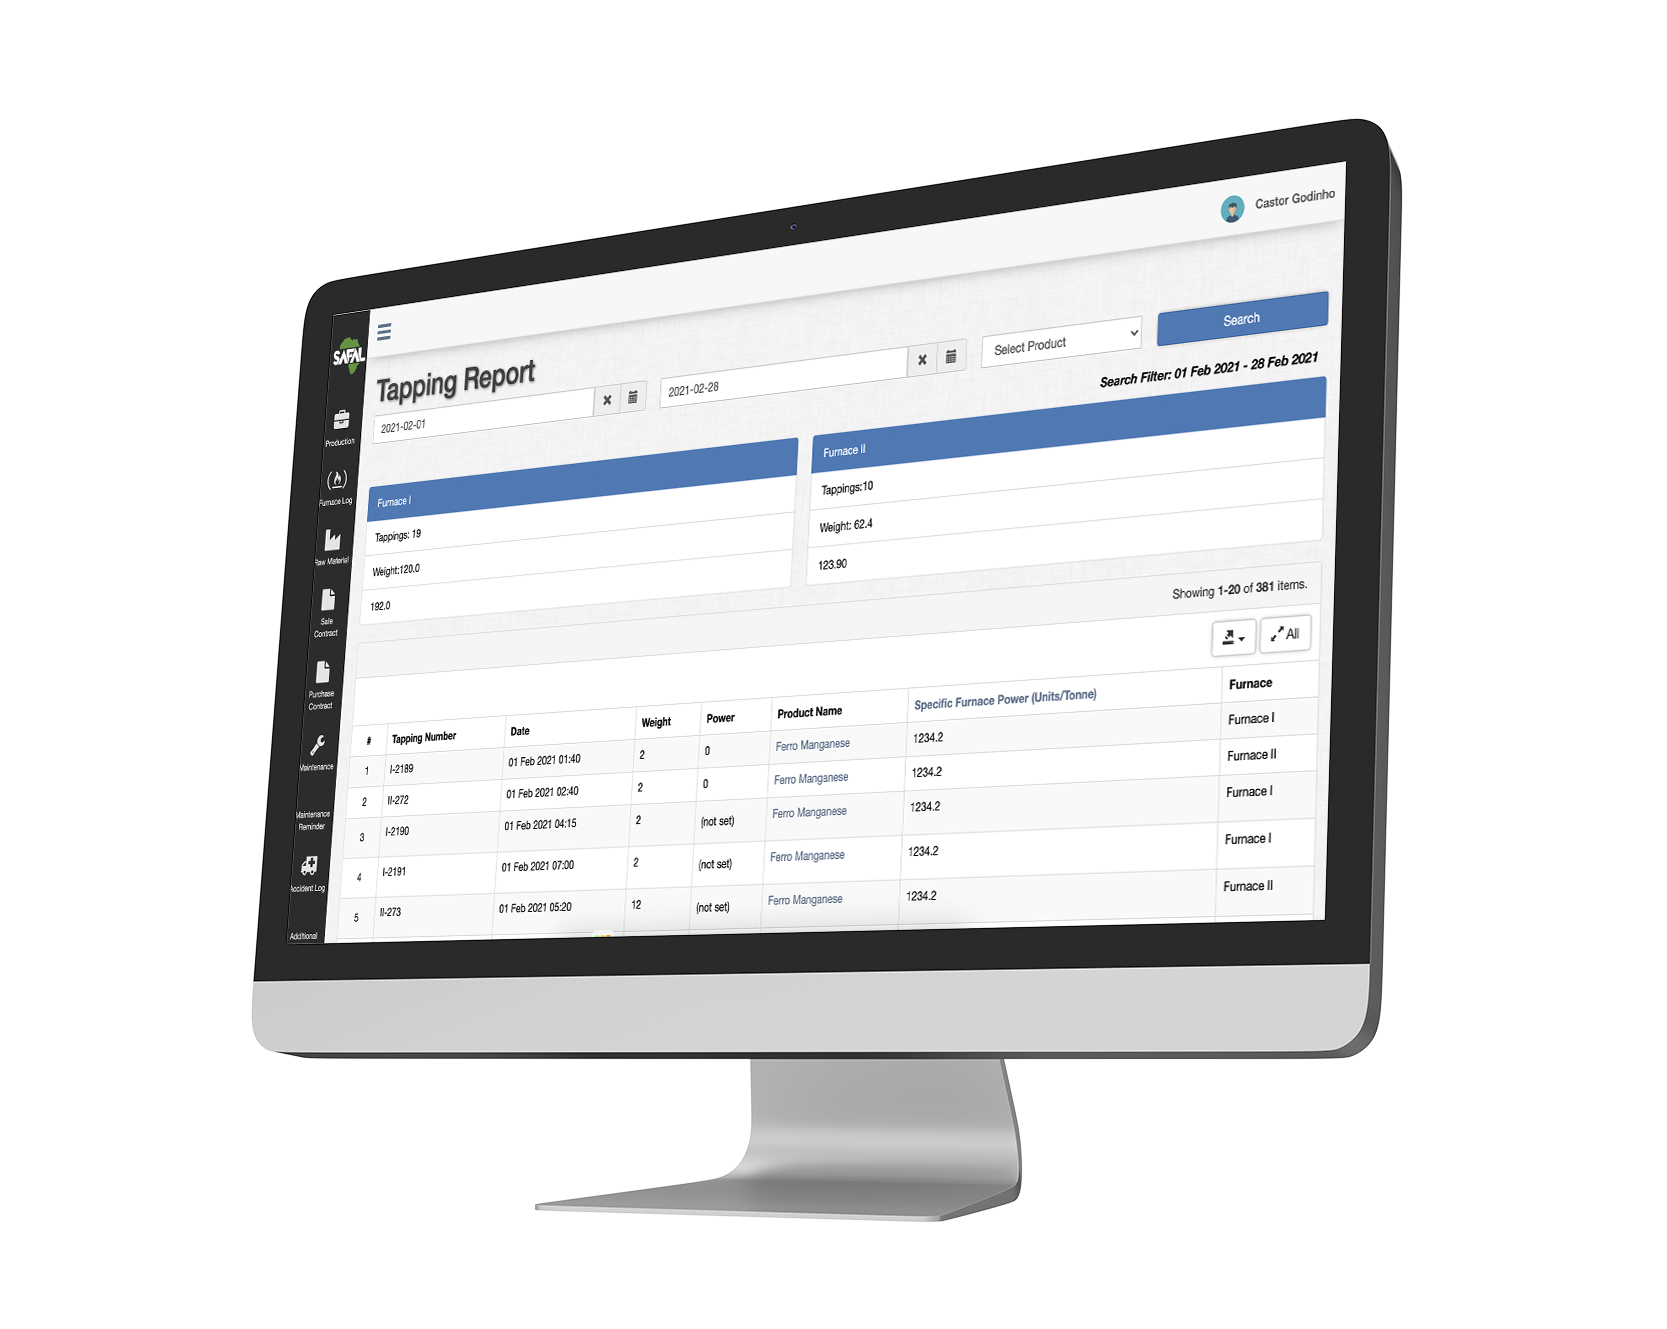 Castor Godinho
SAFAL
Tapping Report
2021-02-01
2021-02-28
Select Product
Search
Search Filter: 01 Feb 2021 - 28 Feb 2021
Production
Furnace Log
Raw Material
Sale
Contract
Purchase
Contract
Maintenance
Maintenance
Reminder
Accident Log
Additional
Furnace I
Tappings: 19
Weight:120.0
192.0
Furnace II
Tappings:10
Weight: 62.4
123.90
Showing 1-20 of 381 items.
All
# Tapping Number Date Weight Power Product Name Specific Furnace Power (Units/Tonne) Furnace
1 I-2189 01 Feb 2021 01:40 2 0 Ferro Manganese 1234.2 Furnace I
2 II-272 01 Feb 2021 02:40 2 0 Ferro Manganese 1234.2 Furnace II
3 I-2190 01 Feb 2021 04:15 2 (not set) Ferro Manganese 1234.2 Furnace I
4 I-2191 01 Feb 2021 07:00 2 (not set) Ferro Manganese 1234.2 Furnace I
5 II-273 01 Feb 2021 05:20 12 (not set) Ferro Manganese 1234.2 Furnace II